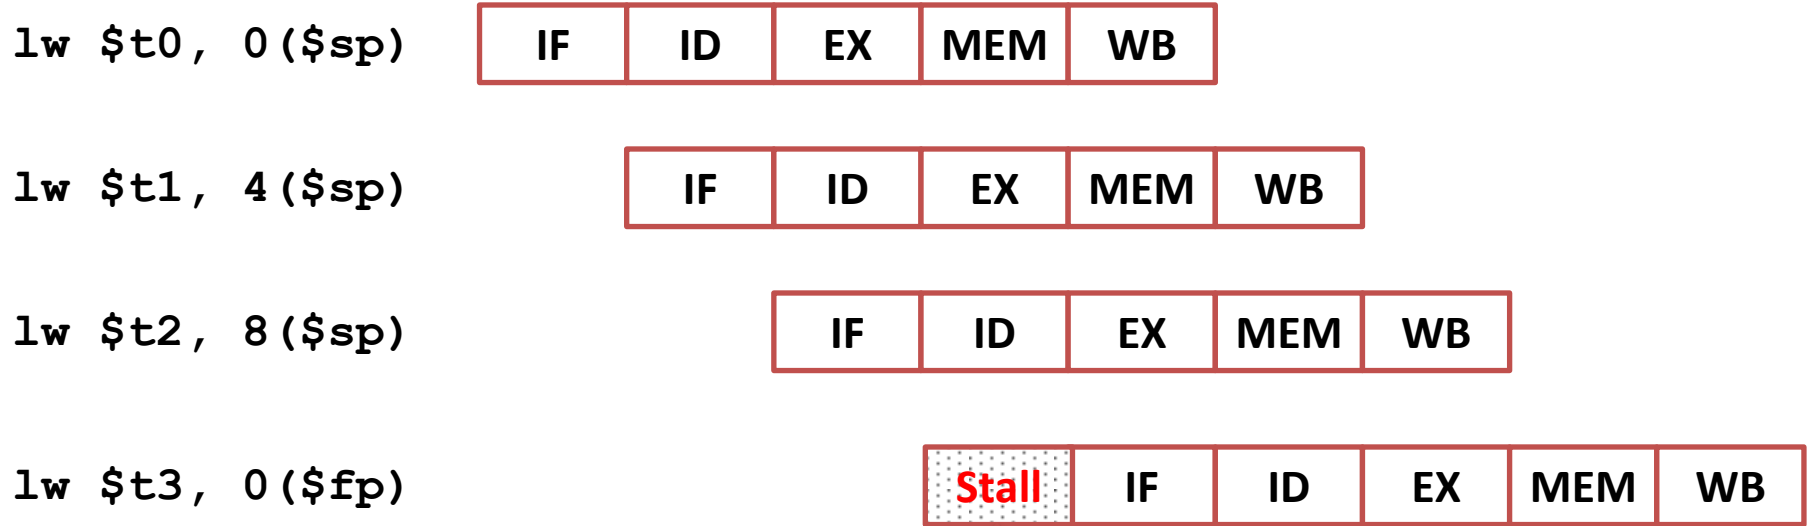 lw $t0, 0($sp) IF ID EX MEM WB
lw $t1, 4($sp) IF ID EX MEM WB
lw $t2, 8($sp) IF ID EX MEM WB
lw $t3, 0($fp) Stall IF ID EX MEM WB